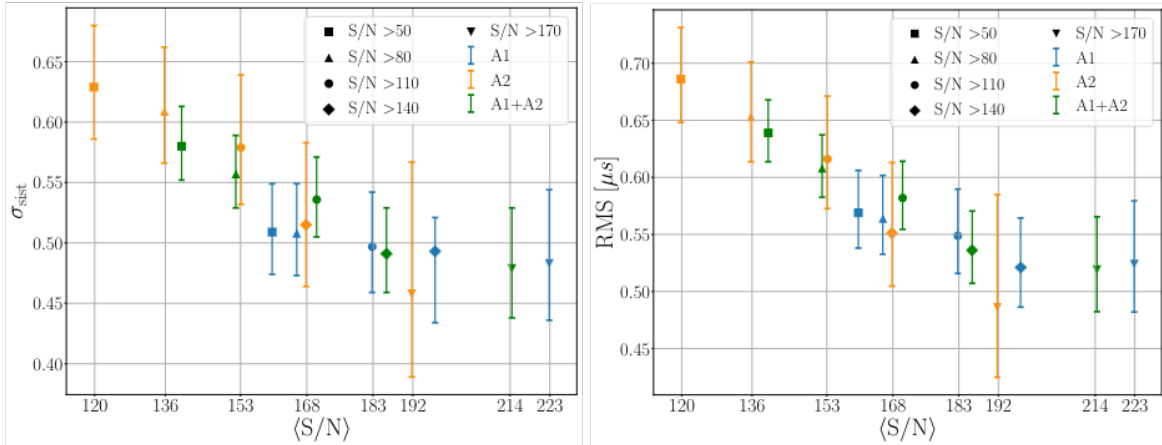 S/N >50
S/N >80
S/N >110
S/N >140
S/N >170
A1
A2
A1+A2
0.65
0.60
0.55
0.50
0.45
0.40
σsist
120 136 153 168 183 192 214 223
⟨S/N⟩
S/N >50
S/N >80
S/N >110
S/N >140
S/N >170
A1
A2
A1+A2
0.70
0.65
0.60
0.55
0.50
0.45
RMS [μs]
120 136 153 168 183 192 214 223
⟨S/N⟩